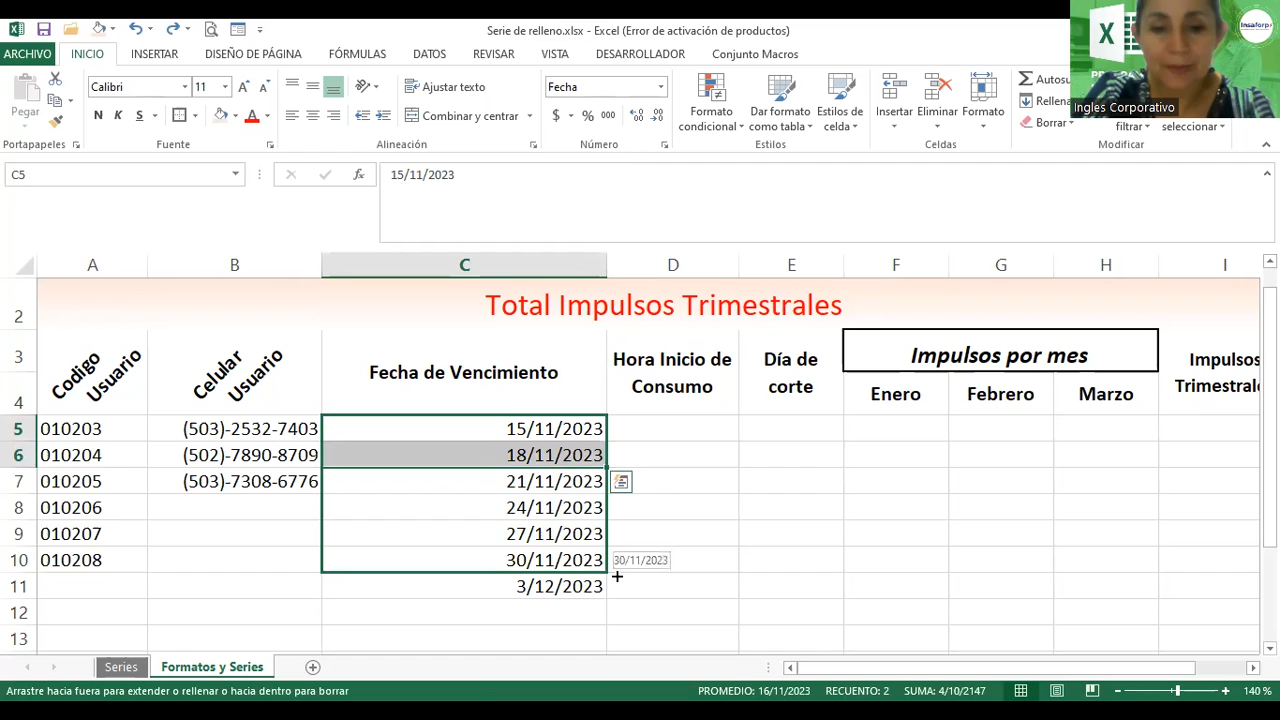 Serie de relleno.xlsx - Excel (Error de activación de productos)
ARCHIVO INICIO INSERTAR DISEÑO DE PÁGINA FÓRMULAS DATOS REVISAR VISTA DESARROLLADOR Conjunto Macros
Pegar
Calibri 11
N K S
Ajustar texto
Combinar y centrar
Fecha
$ % 000
Formato condicional
Dar formato como tabla
Estilos de celda
Insertar
Eliminar
Formato
Borrar
filtrar
seleccionar
Portapapeles Fuente Alineación Número Estilos Celdas Modificar
Insaforp
Ingles Corporativo
C5 15/11/2023
A B C D E F G H I
2 Total Impulsos Trimestrales
3 Codigo Usuario Celular Usuario Fecha de Vencimiento Hora Inicio de Consumo Día de corte Impulsos por mes
4 Enero Febrero Marzo
5 010203 (503)-2532-7403 15/11/2023
6 010204 (502)-7890-8709 18/11/2023
7 010205 (503)-7308-6776 21/11/2023
8 010206 24/11/2023
9 010207 27/11/2023
10 010208 30/11/2023 30/11/2023
11 3/12/2023
12
13
Series Formatos y Series
Arrastre hacia fuera para extender o rellenar o hacia dentro para borrar PROMEDIO: 16/11/2023 RECUENTO: 2 SUMA: 4/10/2147 140 %